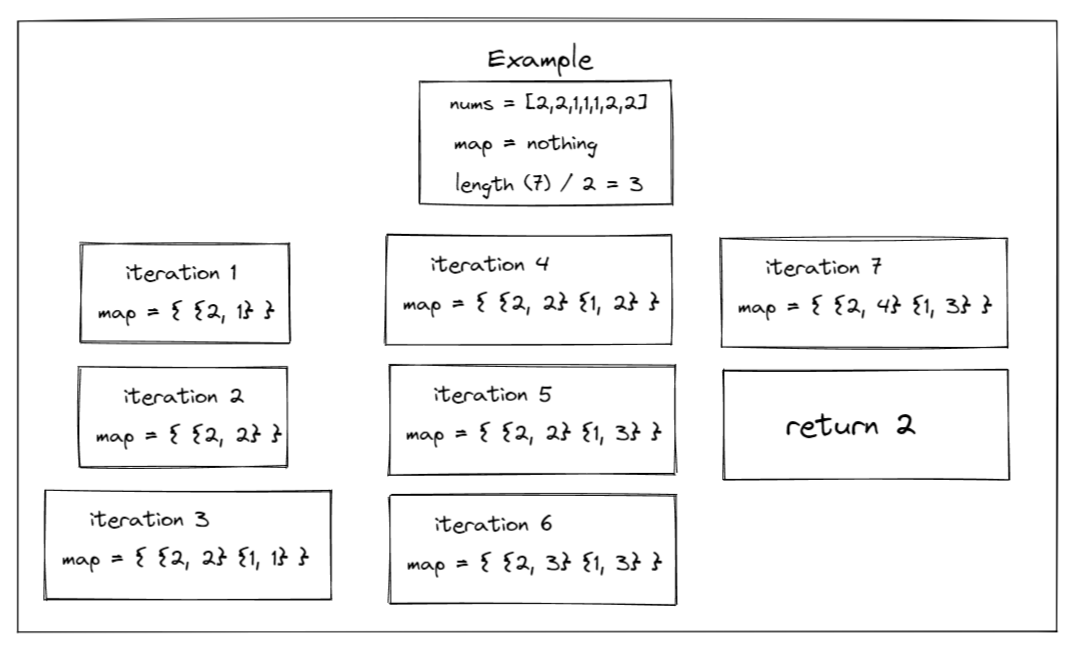 Example
nums = [2,2,1,1,1,2,2]
map = nothing
length (7) / 2 = 3
iteration 1
map = { {2, 1} }
iteration 2
map = { {2, 2} }
iteration 3
map = { {2, 2} {1, 1} }
iteration 4
map = { {2, 2} {1, 2} }
iteration 5
map = { {2, 2} {1, 3} }
iteration 6
map = { {2, 3} {1, 3} }
iteration 7
map = { {2, 4} {1, 3} }
return 2